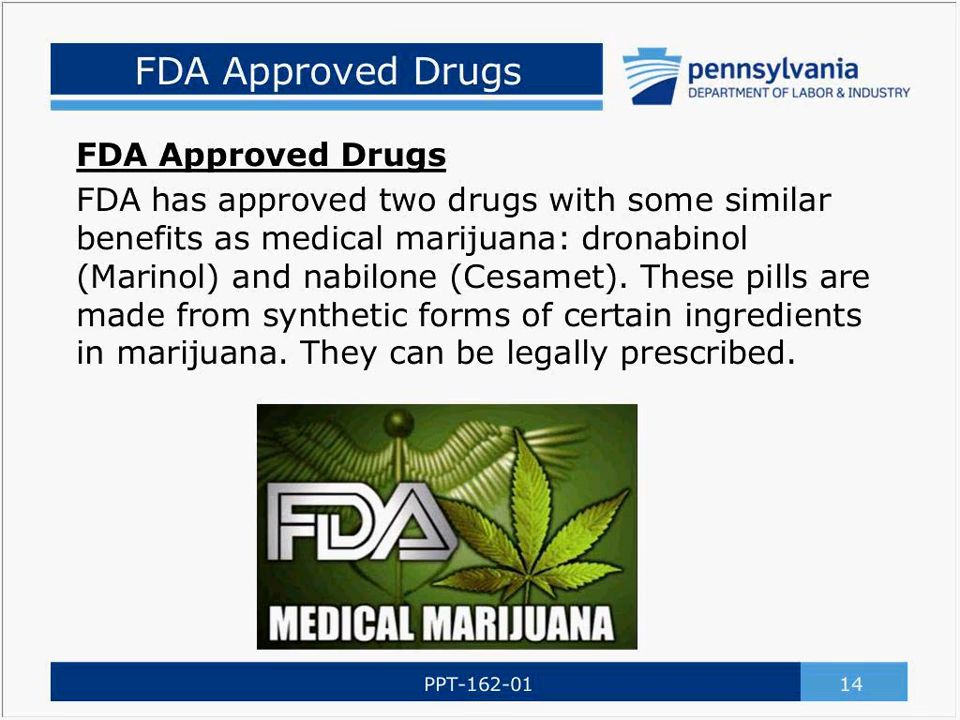 FDA Approved Drugs
pennsylvania
DEPARTMENT OF LABOR & INDUSTRY
FDA Approved Drugs
FDA has approved two drugs with some similar
benefits as medical marijuana: dronabinol
(Marinol) and nabilone (Cesamet). These pills are
made from synthetic forms of certain ingredients
in marijuana. They can be legally prescribed.
FDA
MEDICAL MARIJUANA
PPT-162-01
14